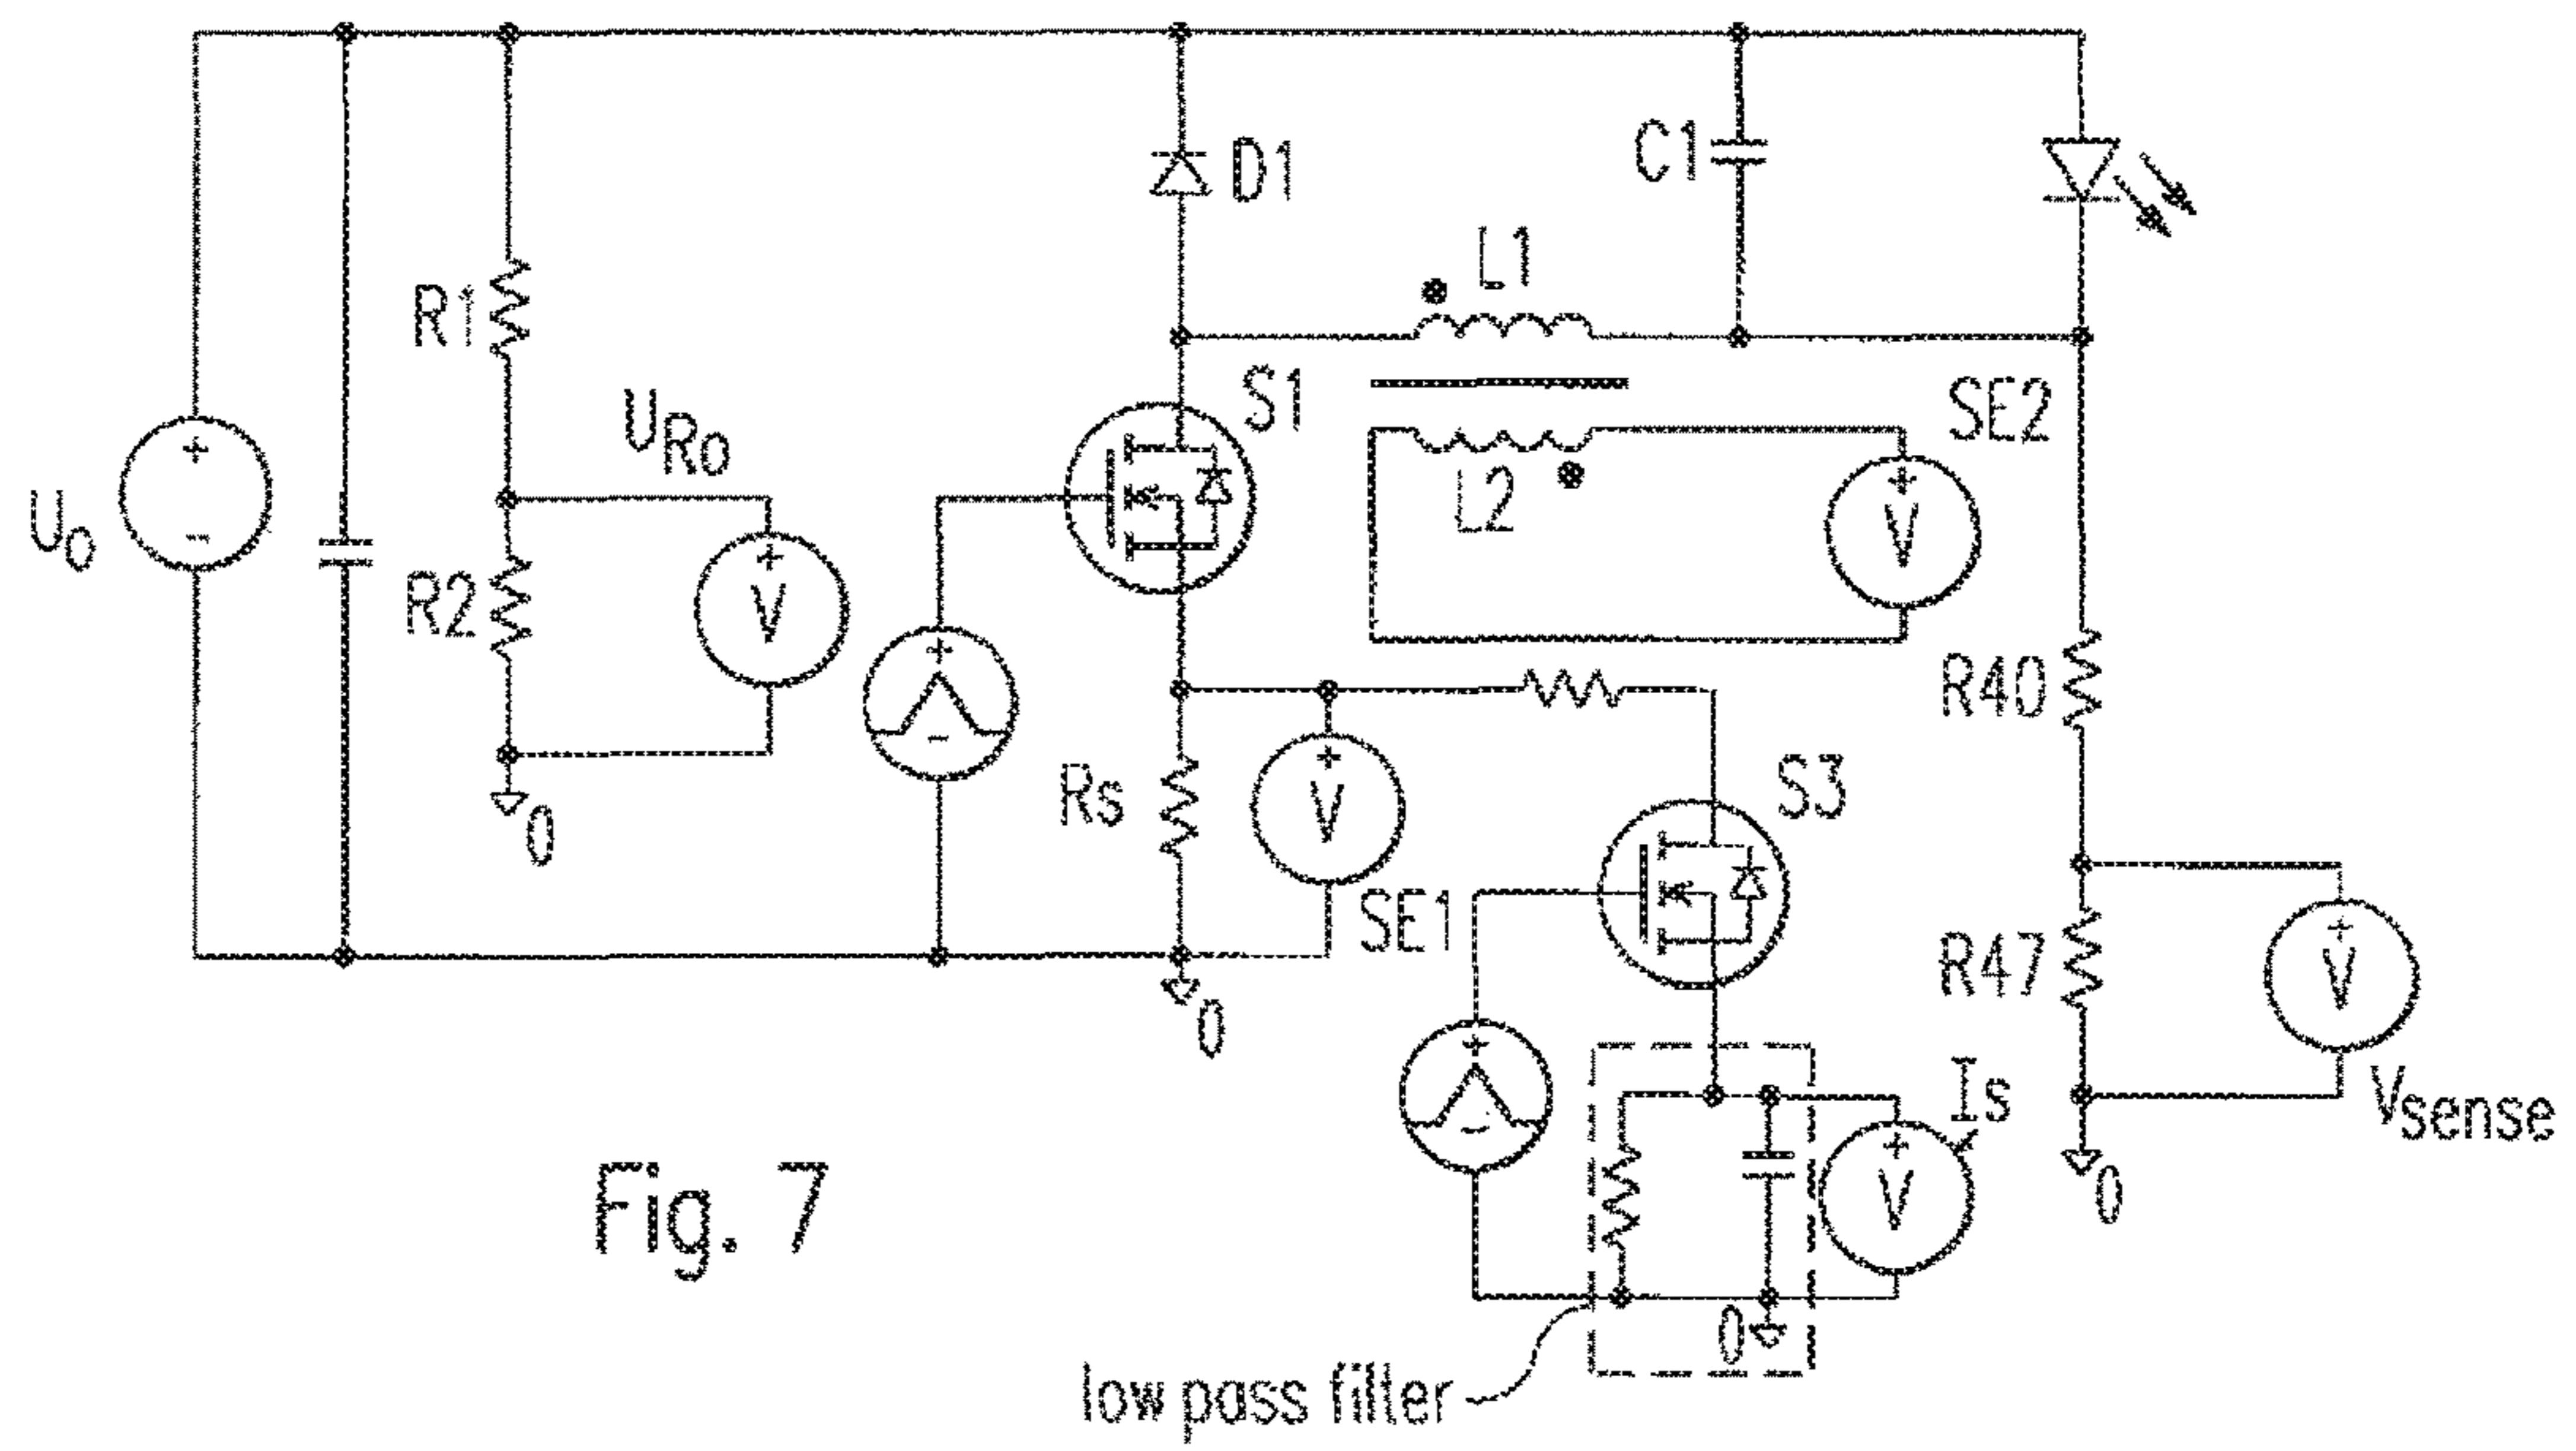 D1
C1
L1
R1
U_Ro
S1
SE2
L2
V
U_o
R2
V
R40
Rs
V
S3
0
SE1
R47
V
0
Is
V_sense
V
0
Fig. 7
0
low pass filter